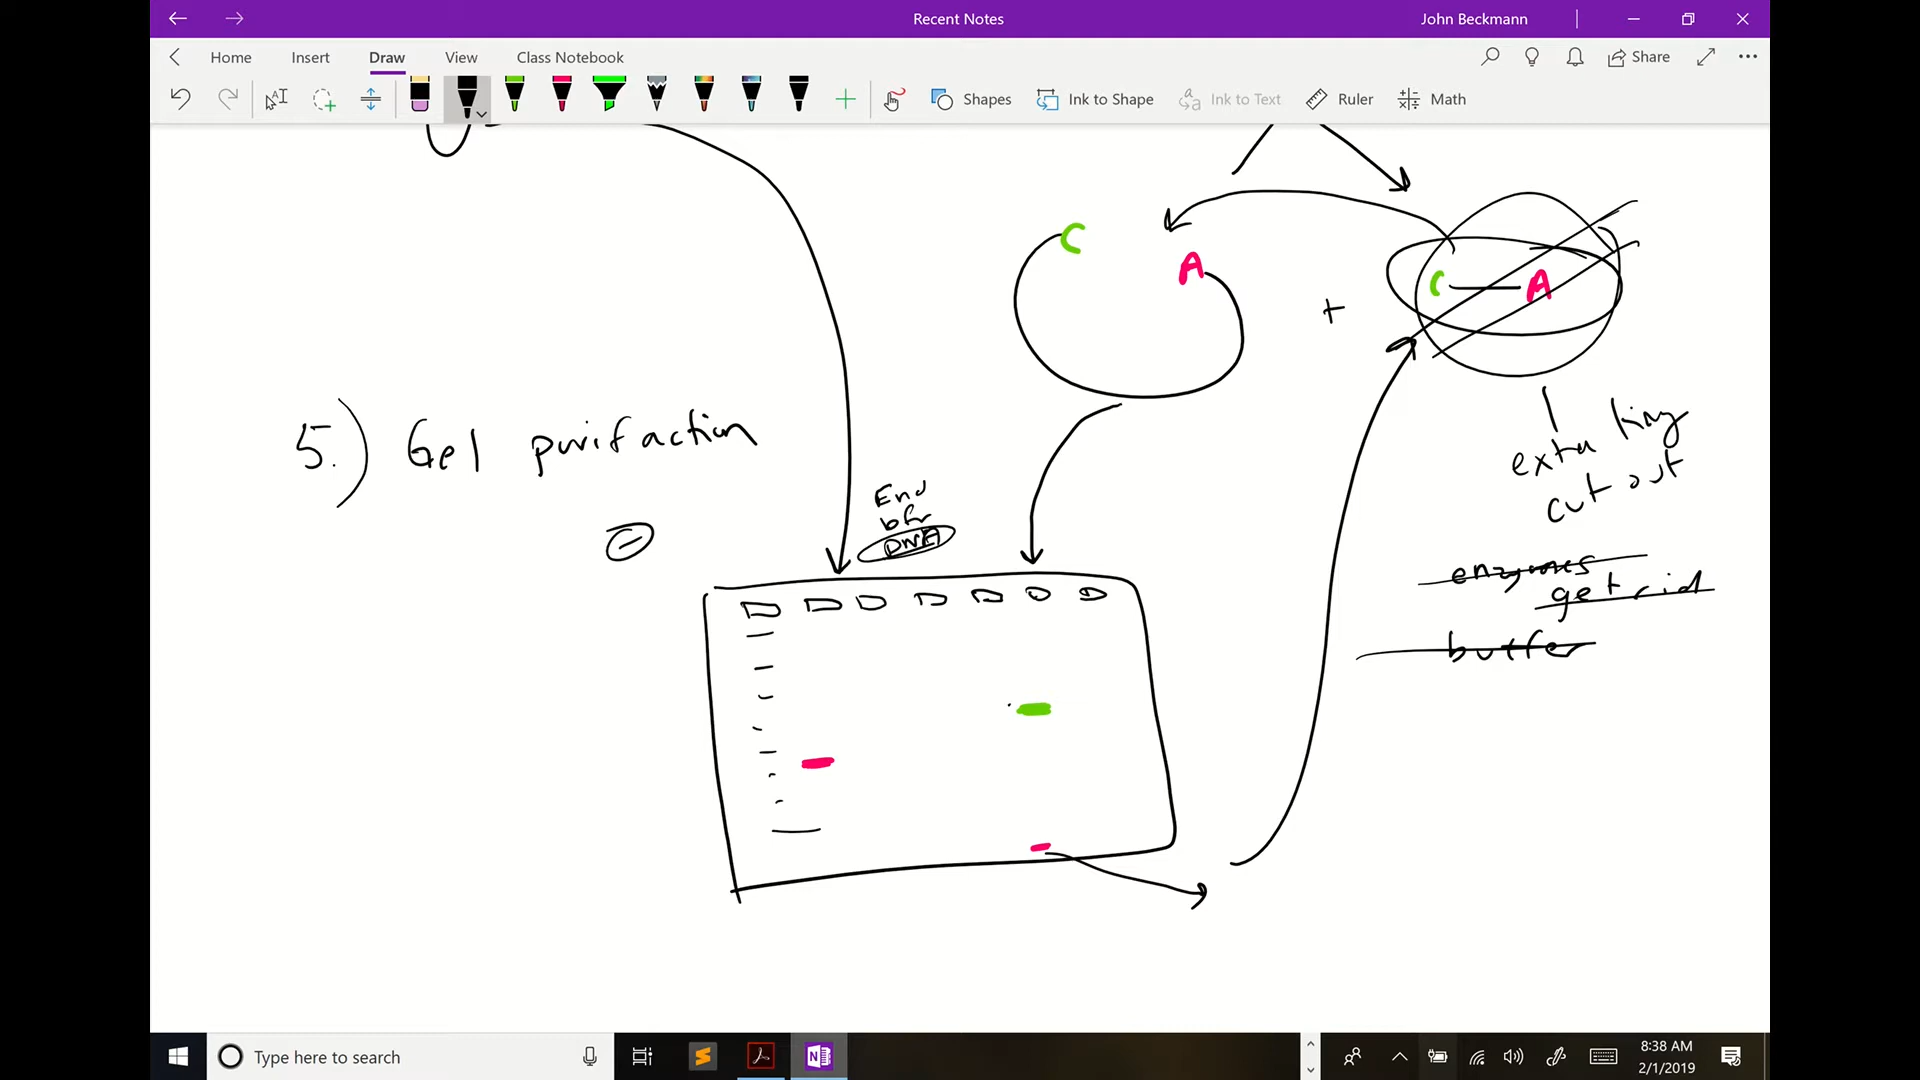 Recent Notes
John Beckmann
Home Insert Draw View Class Notebook
Share
Shapes Ink to Shape Ink to Text Ruler Math
C
A
C A
+
5.) Gel purifaction
extra tiny
cut out
End
bfr
DNA
enzymes
get rid
buffer
Type here to search
8:38 AM
2/1/2019